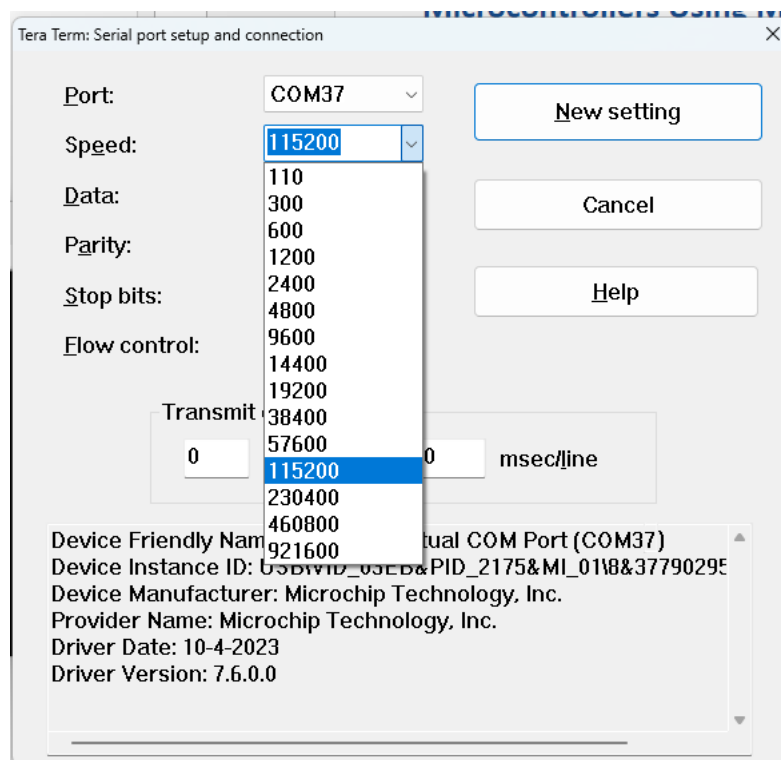 Microcontrollers Using M
Tera Term: Serial port setup and connection
Port:
COM37
New setting
Speed:
115200
110
300
600
1200
2400
4800
9600
14400
19200
38400
57600
115200
230400
460800
921600
Data:
Cancel
Parity:
Stop bits:
Help
Flow control:
Transmit
0
0
msec/line
Device Friendly Nam
tual COM Port (COM37)
Device Instance ID: USB\VID_03EB&PID_2175&MI_01\8&37790295
Device Manufacturer: Microchip Technology, Inc.
Provider Name: Microchip Technology, Inc.
Driver Date: 10-4-2023
Driver Version: 7.6.0.0